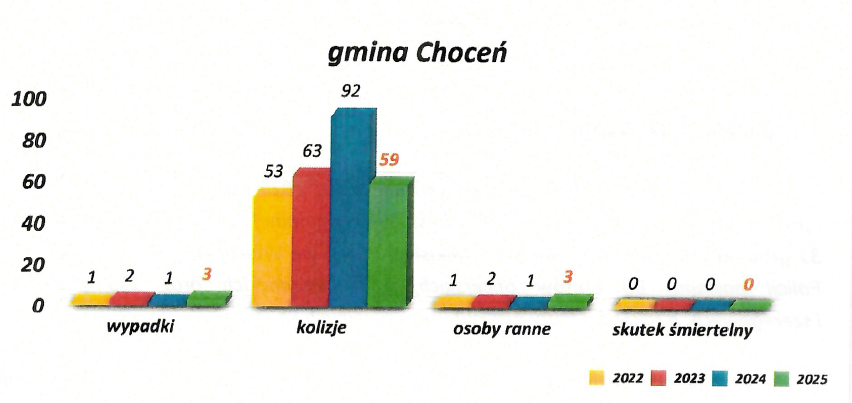 gmina Choceń
100
80
60
40
20
0
1 2 1 3
53 63 92 59
1 2 1 3
0 0 0 0
wypadki kolizje osoby ranne skutek śmiertelny
2022 2023 2024 2025